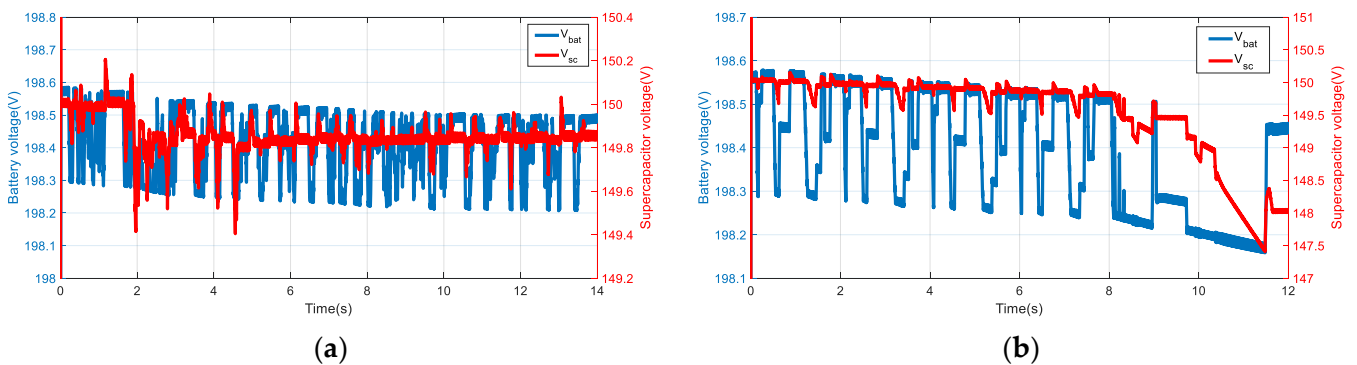 198.8
198.7
198.6
198.5
198.4
198.3
198.2
198.1
198
Battery voltage(V)
150.4
150.2
150
149.8
149.6
149.4
149.2
Supercapacitor voltage(V)
V_bat
V_sc
0 2 4 6 8 10 12 14
Time(s)
(a)
198.7
198.6
198.5
198.4
198.3
198.2
198.1
Battery voltage(V)
151
150.5
150
149.5
149
148.5
148
147.5
147
Supercapacitor voltage(V)
V_bat
V_sc
0 2 4 6 8 10 12
Time(s)
(b)